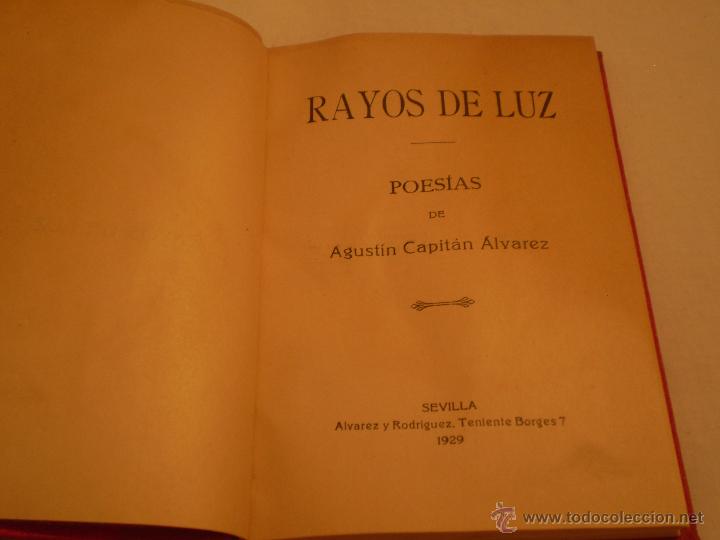 RAYOS DE LUZ
POESÍAS
DE
Agustín Capitán Álvarez
SEVILLA
Alvarez y Rodriguez. Teniente Borges 7
1929
© www.todocoleccion.net